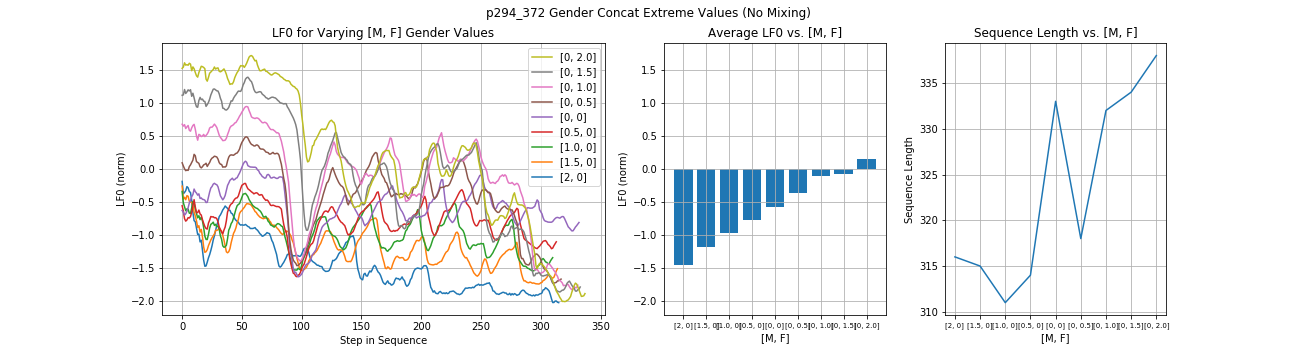 p294_372 Gender Concat Extreme Values (No Mixing)
LF0 for Varying [M, F] Gender Values
LF0 (norm)
1.5
1.0
0.5
0.0
−0.5
−1.0
−1.5
−2.0
0 50 100 150 200 250 300 350
Step in Sequence
[0, 2.0]
[0, 1.5]
[0, 1.0]
[0, 0.5]
[0, 0]
[0.5, 0]
[1.0, 0]
[1.5, 0]
[2, 0]
Average LF0 vs. [M, F]
LF0 (norm)
1.5
1.0
0.5
0.0
−0.5
−1.0
−1.5
−2.0
[2, 0] [1.5, 0] [1.0, 0] [0.5, 0] [0, 0] [0, 0.5] [0, 1.0] [0, 1.5] [0, 2.0]
[M, F]
Sequence Length vs. [M, F]
Sequence Length
335
330
325
320
315
310
[2, 0] [1.5, 0] [1.0, 0] [0.5, 0] [0, 0] [0, 0.5] [0, 1.0] [0, 1.5] [0, 2.0]
[M, F]